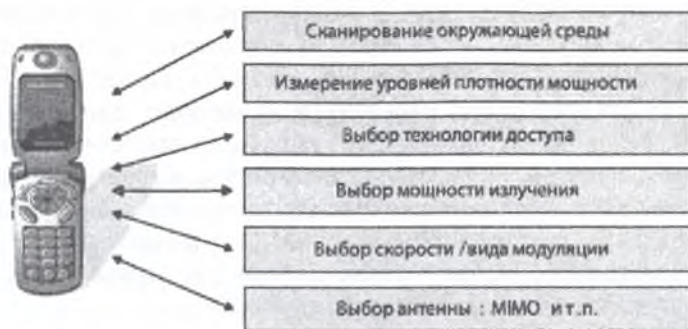 Сканирование окружающей среды
Измерение уровней плотности мощности
Выбор технологии доступа
Выбор мощности излучения
Выбор скорости /вида модуляции
Выбор антенны : MIMO и т.п.